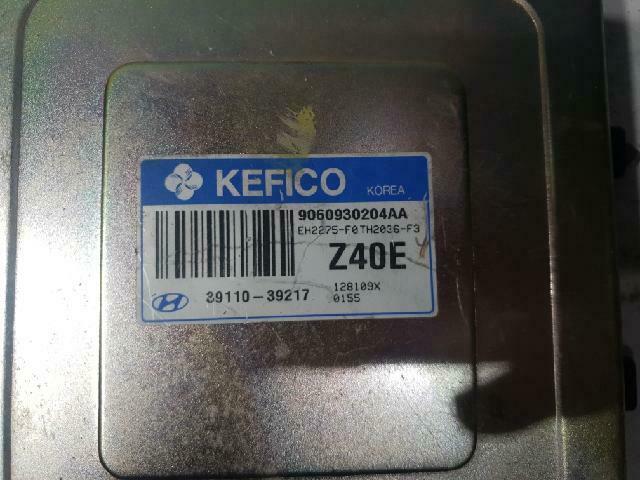 KEFICO KOREA
9060930204AA
EH2275-F0TH2036-F3
Z40E
39110-39217
128109X
0155